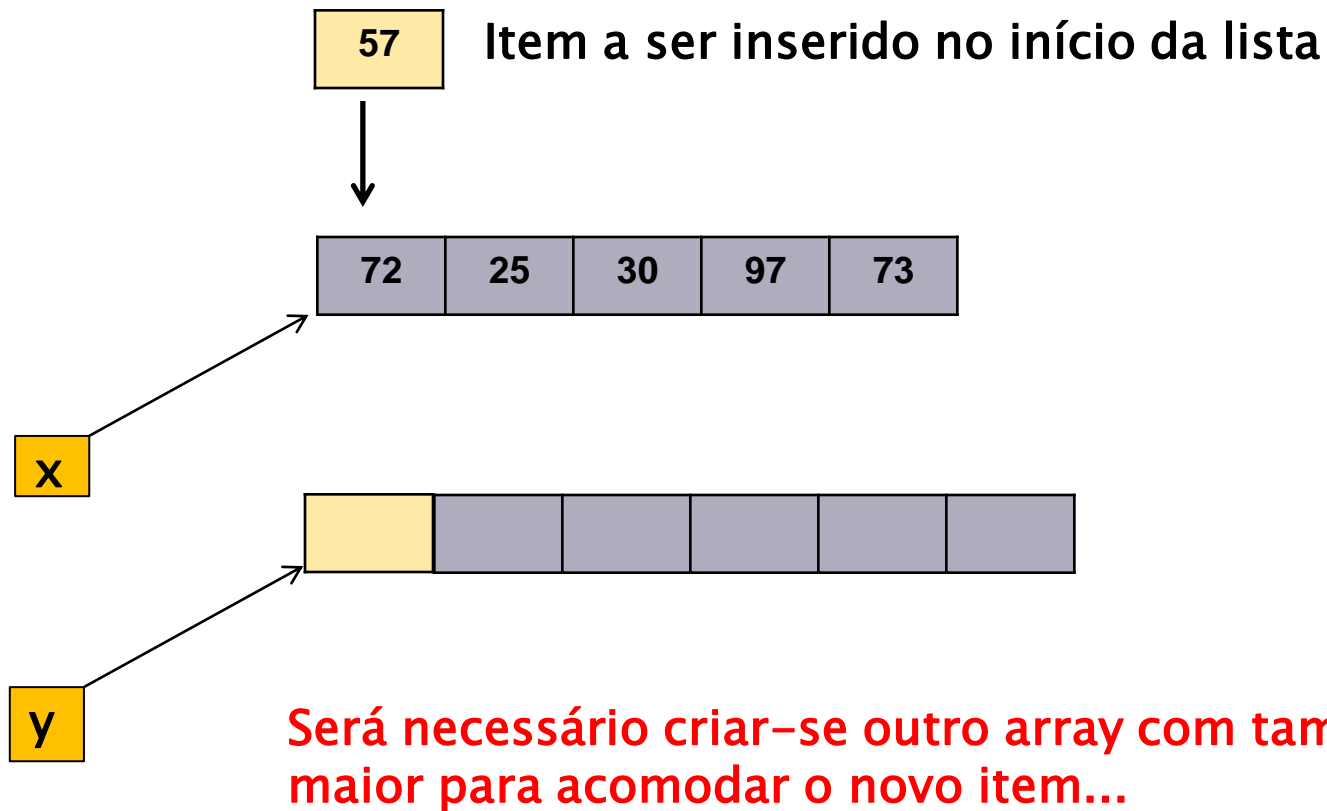 57 Item a ser inserido no início da lista
72 25 30 97 73
x
y
Será necessário criar-se outro array com
maior para acomodar o novo item...